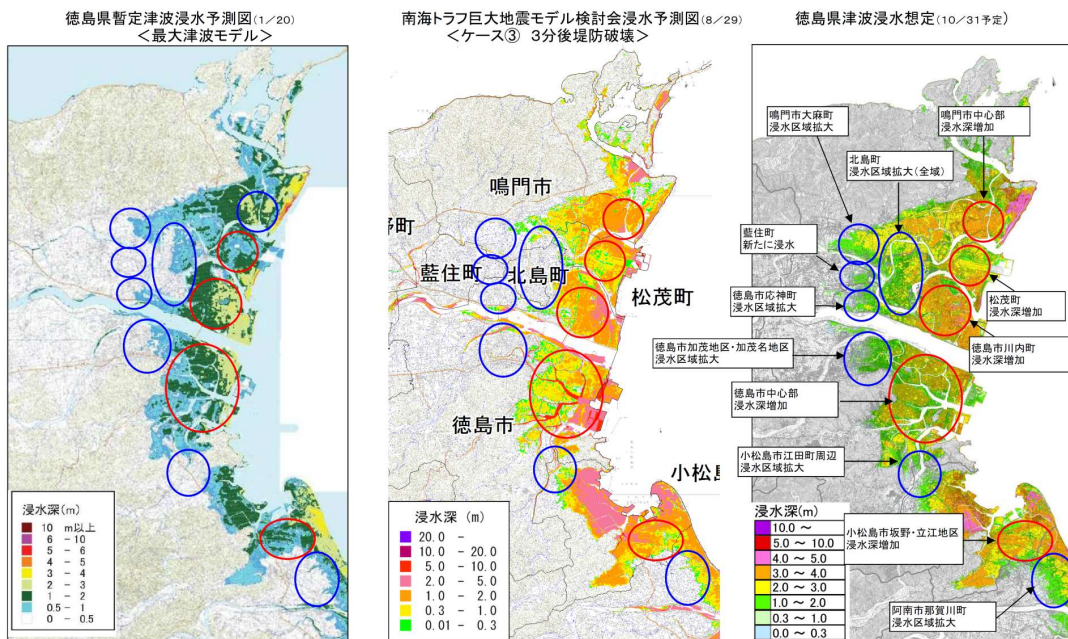 徳島県暫定津波浸水予測図(1/20)
＜最大津波モデル＞
浸水深(m)
10 m以上
6 - 10
5 - 6
4 - 5
3 - 4
2 - 3
1 - 2
0.5 - 1
0 - 0.5
南海トラフ巨大地震モデル検討会浸水予測図(8/29)
＜ケース③ 3分後堤防破壊＞
鳴門市
野町
藍住町
北島町
松茂町
徳島市
小松島
浸水深 (m)
20.0 -
10.0 - 20.0
5.0 - 10.0
2.0 - 5.0
1.0 - 2.0
0.3 - 1.0
0.01 - 0.3
徳島県津波浸水想定(10/31予定)
鳴門市大麻町
浸水区域拡大
鳴門市中心部
浸水深増加
北島町
浸水区域拡大(全域)
藍住町
新たに浸水
徳島市応神町
浸水区域拡大
松茂町
浸水深増加
徳島市加茂地区・加茂名地区
浸水区域拡大
徳島市川内町
浸水深増加
徳島市中心部
浸水深増加
小松島市江田町周辺
浸水区域拡大
小松島市坂野・立江地区
浸水深増加
阿南市那賀川町
浸水区域拡大
浸水深(m)
10.0 ～
5.0 ～ 10.0
4.0 ～ 5.0
3.0 ～ 4.0
2.0 ～ 3.0
1.0 ～ 2.0
0.3 ～ 1.0
0.0 ～ 0.3